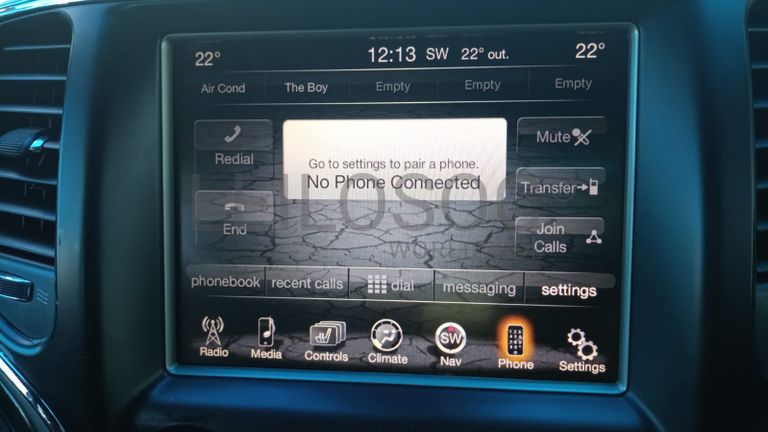 22° 12:13 SW 22° out. 22°
Air Cond The Boy Empty Empty Empty
Redial
Go to settings to pair a phone.
No Phone Connected
Mute
Transfer
End
Join
Calls
phonebook recent calls dial messaging settings
Radio Media Controls Climate SW Nav Phone Settings